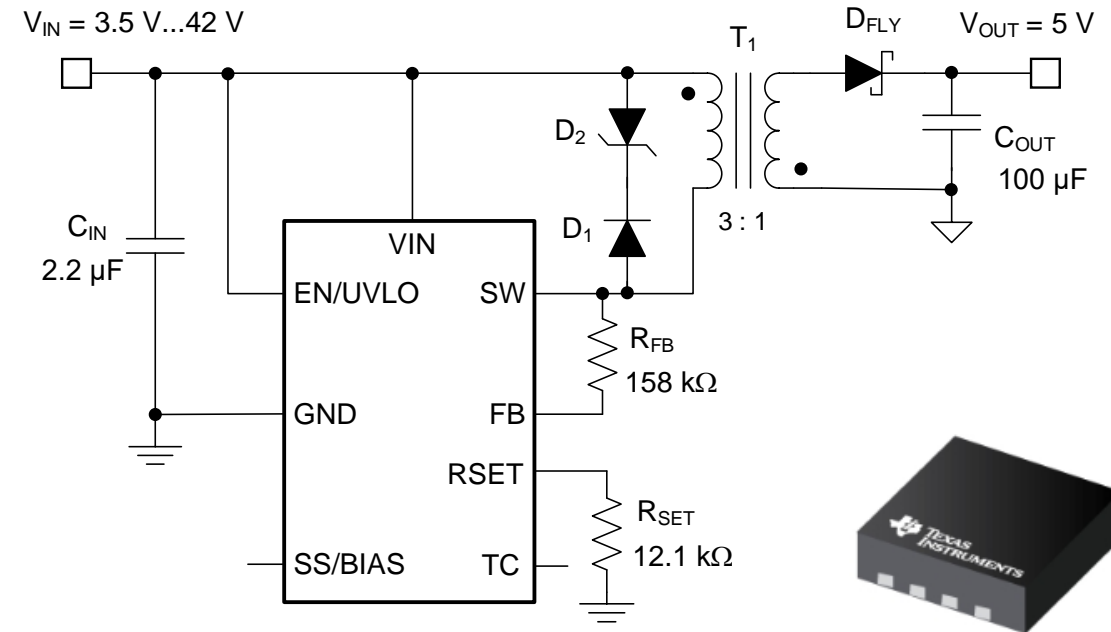 V_IN = 3.5 V...42 V
D_FLY
V_OUT = 5 V
T_1
D_2
C_OUT
100 µF
C_IN
2.2 µF
D_1
3 : 1
VIN
EN/UVLO
SW
R_FB
158 kΩ
GND
FB
RSET
R_SET
12.1 kΩ
SS/BIAS
TC
TEXAS
INSTRUMENTS